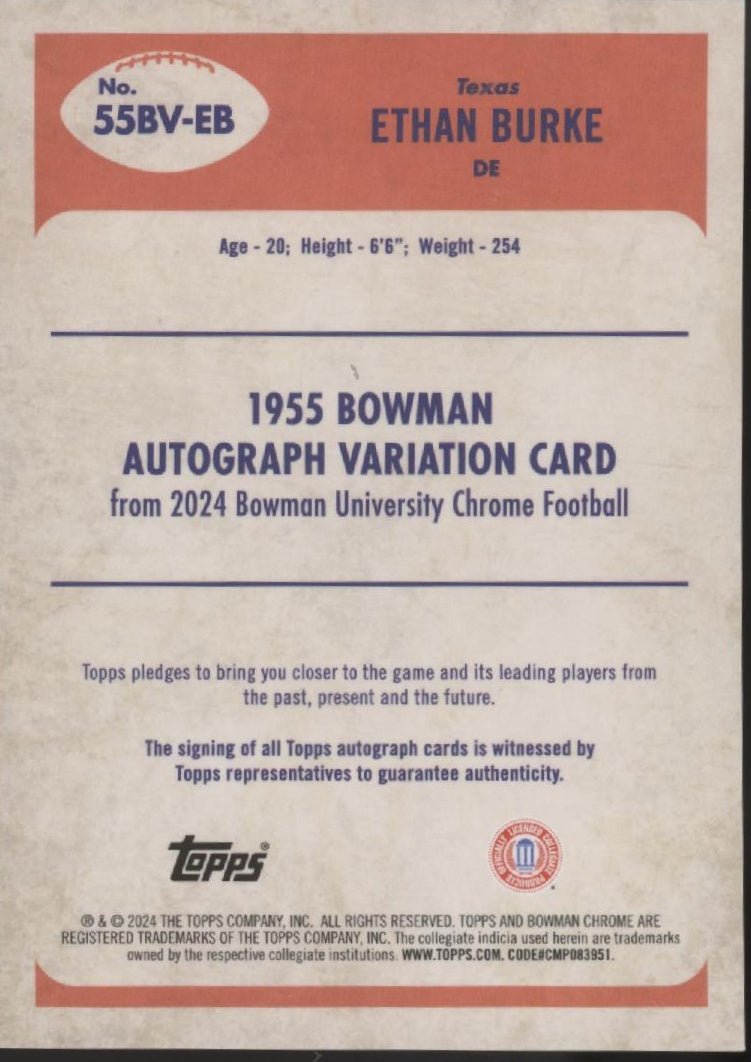 No.
55BV-EB
Texas
ETHAN BURKE
DE
Age - 20; Height - 6'6"; Weight - 254
1955 BOWMAN
AUTOGRAPH VARIATION CARD
from 2024 Bowman University Chrome Football
Topps pledges to bring you closer to the game and its leading players from
the past, present and the future.
The signing of all Topps autograph cards is witnessed by
Topps representatives to guarantee authenticity.
topps®
OFFICIALLY LICENSED COLLEGIATE PRODUCTS
® & © 2024 THE TOPPS COMPANY, INC. ALL RIGHTS RESERVED. TOPPS AND BOWMAN CHROME ARE
REGISTERED TRADEMARKS OF THE TOPPS COMPANY, INC. The collegiate indicia used herein are trademarks
owned by the respective collegiate institutions. WWW.TOPPS.COM. CODE#CMP083951.